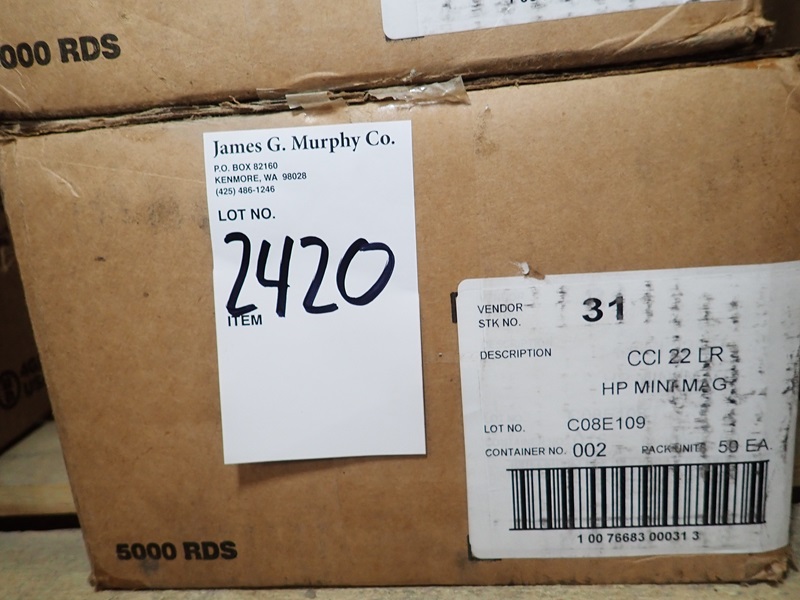 000 RDS
James G. Murphy Co.
P.O. BOX 82160
KENMORE, WA 98028
(425) 486-1246
LOT NO.
2420
ITEM
VENDOR 31
STK NO.
DESCRIPTION CCI 22 LR
HP MINI MAG
LOT NO. C08E109
CONTAINER NO. 002 PACK UNITS 50 EA.
1 00 76683 00031 3
5000 RDS